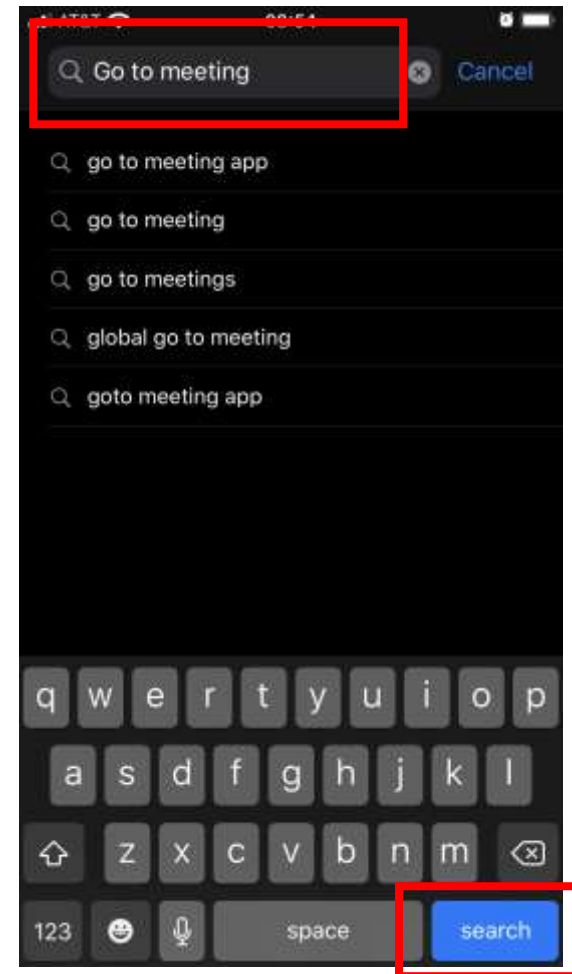 Go to meeting Cancel
go to meeting app
go to meeting
go to meetings
global go to meeting
goto meeting app
q w e r t y u i o p
a s d f g h j k l
z x c v b n m
123 space search